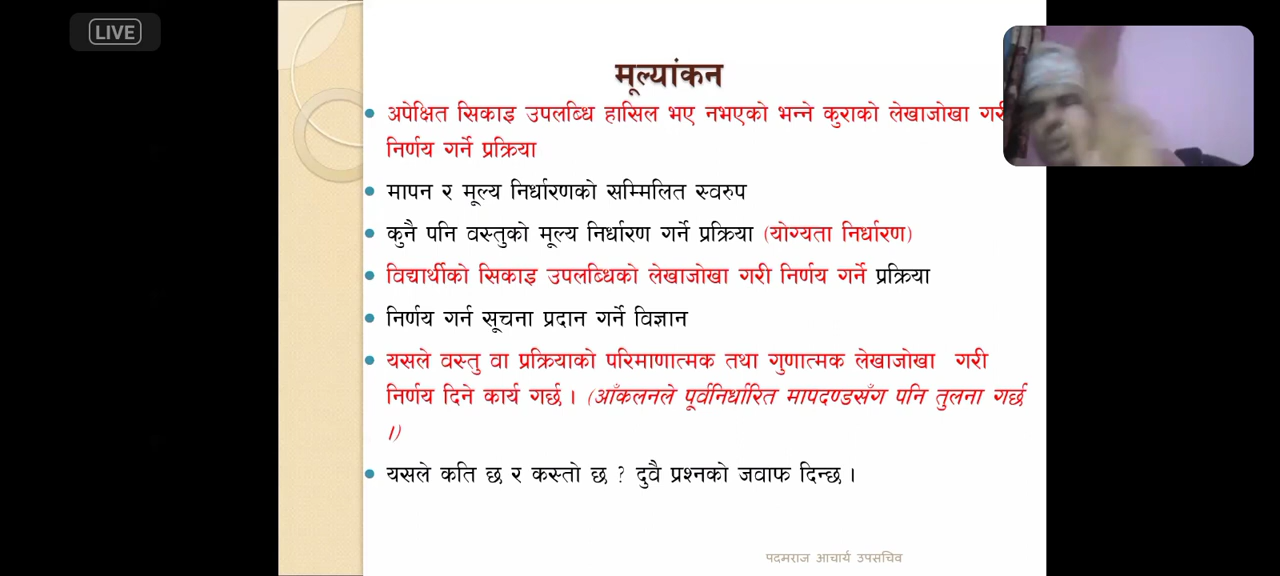 LIVE
मूल्यांकन
अपेक्षित सिकाइ उपलब्धि हासिल भए नभएको भन्ने कुराको लेखाजोखा गरी
निर्णय गर्ने प्रक्रिया
मापन र मूल्य निर्धारणको सम्मिलित स्वरुप
कुनै पनि वस्तुको मूल्य निर्धारण गर्ने प्रक्रिया (योग्यता निर्धारण)
विद्यार्थीको सिकाइ उपलब्धिको लेखाजोखा गरी निर्णय गर्ने प्रक्रिया
निर्णय गर्न सूचना प्रदान गर्ने विज्ञान
यसले वस्तु वा प्रक्रियाको परिमाणात्मक तथा गुणात्मक लेखाजोखा गरी
निर्णय दिने कार्य गर्छ । (आँकलनले पूर्वनिर्धारित मापदण्डसँग पनि तुलना गर्छ
।)
यसले कति छ र कस्तो छ ? दुवै प्रश्नको जवाफ दिन्छ ।
पदमराज आचार्य उपसचिव